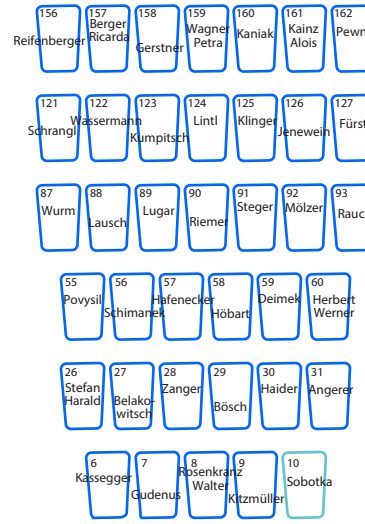 156 157 158 159 160 161 162
Reifenberger Berger Ricarda Gerstner Wagner Petra Kaniak Kainz Alois Pewn
121 122 123 124 125 126 127
Schrangl Wassermann Kumpitsch Lintl Klinger Jenewein Fürst
87 88 89 90 91 92 93
Wurm Lausch Lugar Riemer Steger Mölzer Rauc
55 56 57 58 59 60
Povysil Schimanek Hafenecker Höbart Deimek Herbert Werner
26 27 28 29 30 31
Stefan Harald Belako- witsch Zanger Bösch Haider Angerer
6 7 8 9 10
Kassegger Gudenus Rosenkranz Walter Kitzmüller Sobotka